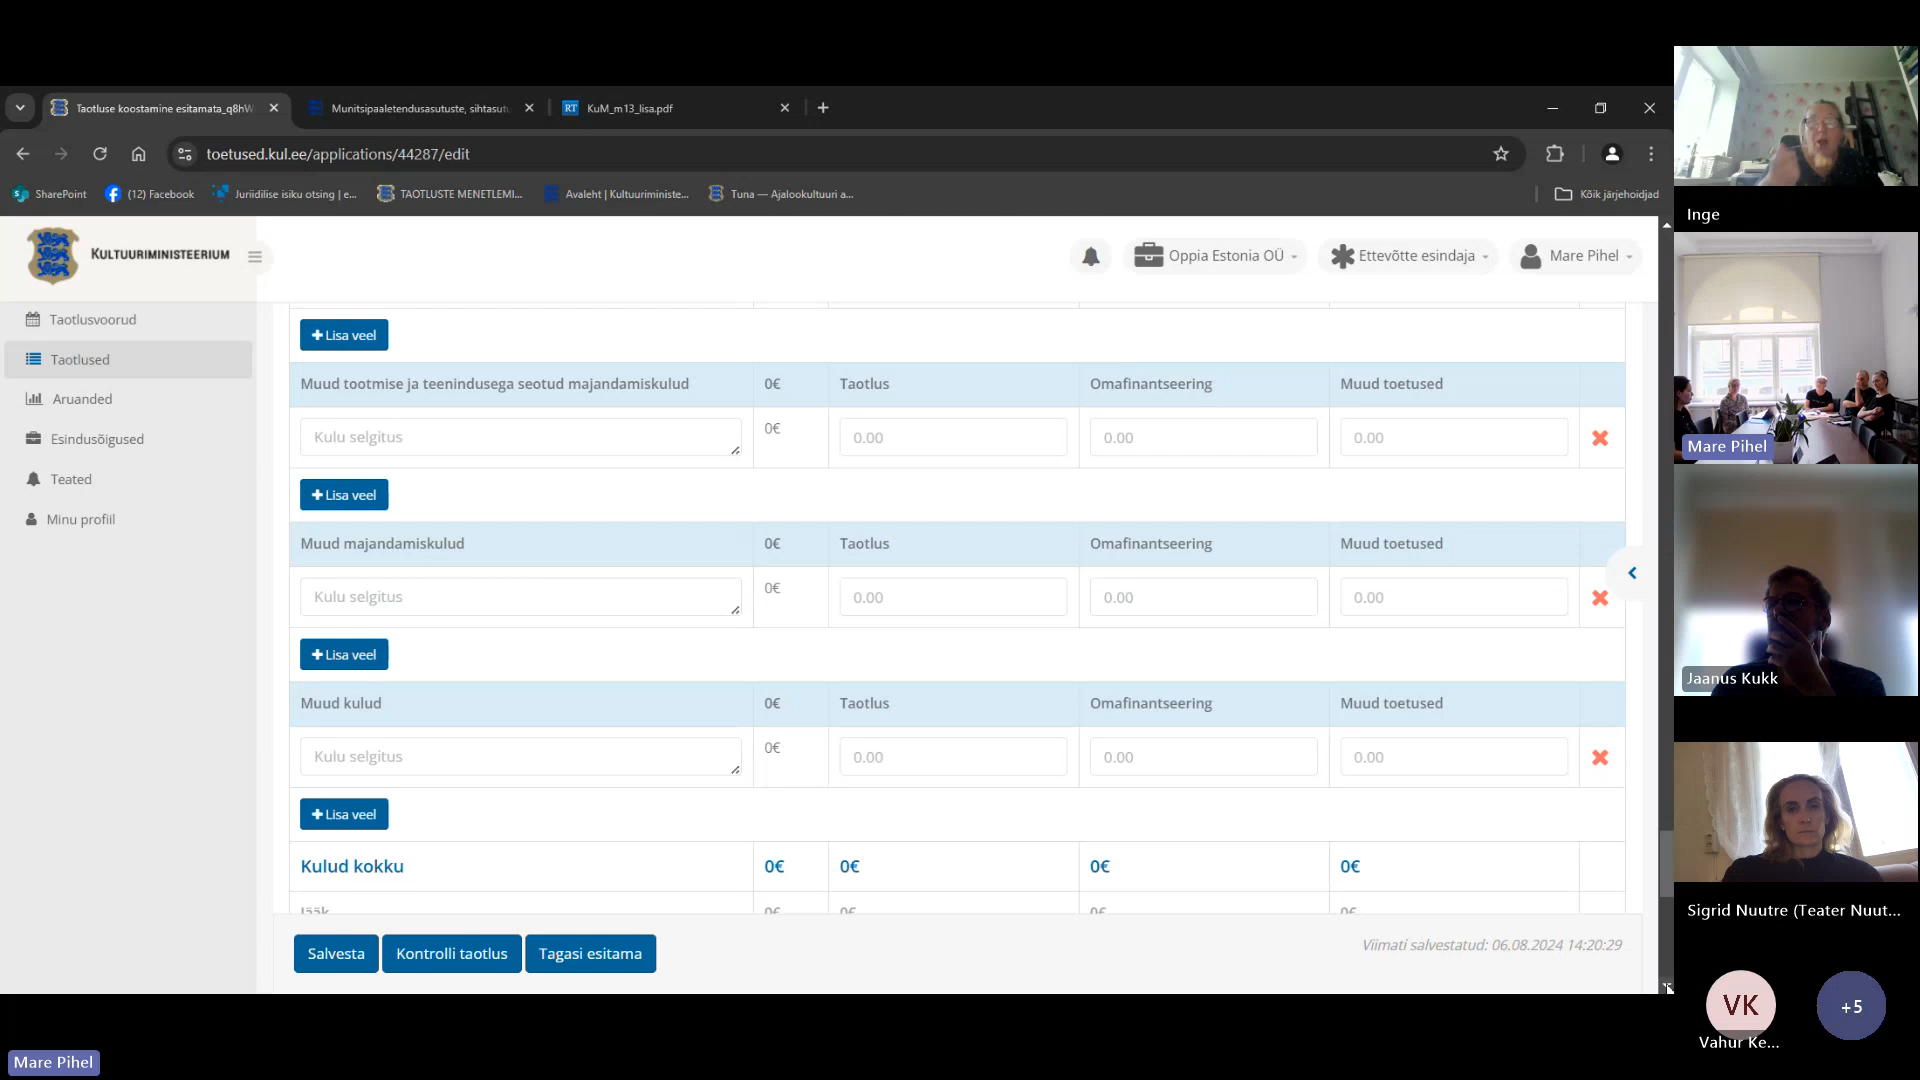 Taotluse koostamine esitamata_q8hW
Munitsipaaletendusasutuste, sihtasut
RT KuM_m13_lisa.pdf
toetused.kul.ee/applications/44287/edit
SharePoint
(12) Facebook
Juriidilise isiku otsing | e...
TAOTLUSTE MENETLEMI...
Avaleht | Kultuuriministe...
Tuna — Ajalookultuuri a...
Kõik järjehoidjad
KULTUURIMINISTEERIUM
Oppia Estonia OÜ
Ettevõtte esindaja
Mare Pihel
Taotlusvoorud
Taotlused
Aruanded
Esindusõigused
Teated
Minu profiil
Lisa veel
Muud tootmise ja teenindusega seotud majandamiskulud 0€ Taotlus Omafinantseering Muud toetused
Kulu selgitus 0€ 0.00 0.00 0.00
Lisa veel
Muud majandamiskulud 0€ Taotlus Omafinantseering Muud toetused
Kulu selgitus 0€ 0.00 0.00 0.00
Lisa veel
Muud kulud 0€ Taotlus Omafinantseering Muud toetused
Kulu selgitus 0€ 0.00 0.00 0.00
Lisa veel
Kulud kokku 0€ 0€ 0€ 0€
Jääk 0€ 0€ 0€ 0€
Salvesta
Kontrolli taotlus
Tagasi esitama
Viimati salvestatud: 06.08.2024 14:20:29
Inge
Mare Pihel
Jaanus Kukk
Sigrid Nuutre (Teater Nuut...
VK
+5
Vahur Ke...
Mare Pihel